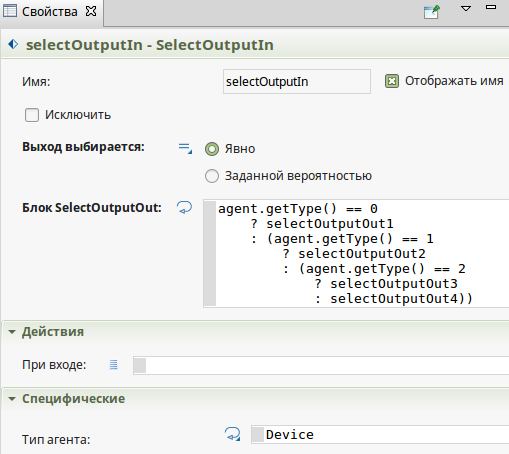 Свойства
selectOutputIn - SelectOutputIn
Имя: selectOutputIn Отображать имя
Исключить
Выход выбирается: Явно
Заданной вероятностью
Блок SelectOutputOut: agent.getType() == 0
? selectOutputOut1
: (agent.getType() == 1
? selectOutputOut2
: (agent.getType() == 2
? selectOutputOut3
: selectOutputOut4))
Действия
При входе:
Специфические
Тип агента: Device